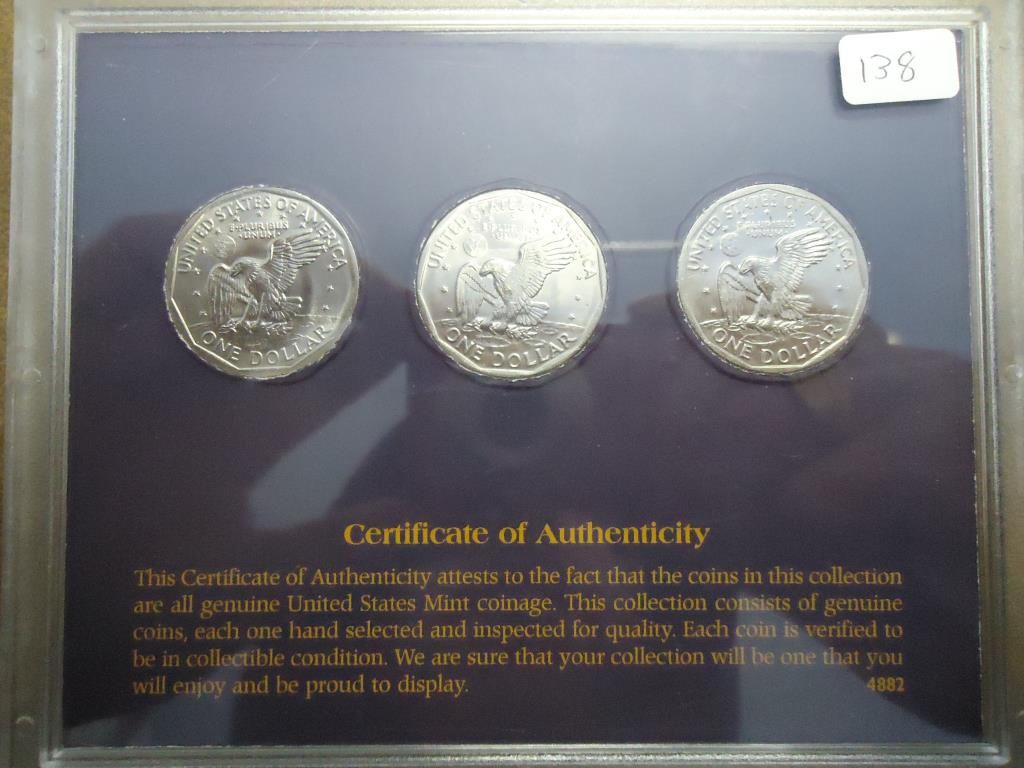 138
UNITED STATES OF AMERICA
E·PLURIBUS
UNUM
ONE DOLLAR
UNITED STATES OF AMERICA
ONE DOLLAR
UNITED STATES OF AMERICA
E·PLURIBUS
UNUM
ONE DOLLAR
Certificate of Authenticity
This Certificate of Authenticity attests to the fact that the coins in this collection
are all genuine United States Mint coinage. This collection consists of genuine
coins, each one hand selected and inspected for quality. Each coin is verified to
be in collectible condition. We are sure that your collection will be one that you
will enjoy and be proud to display.
4882